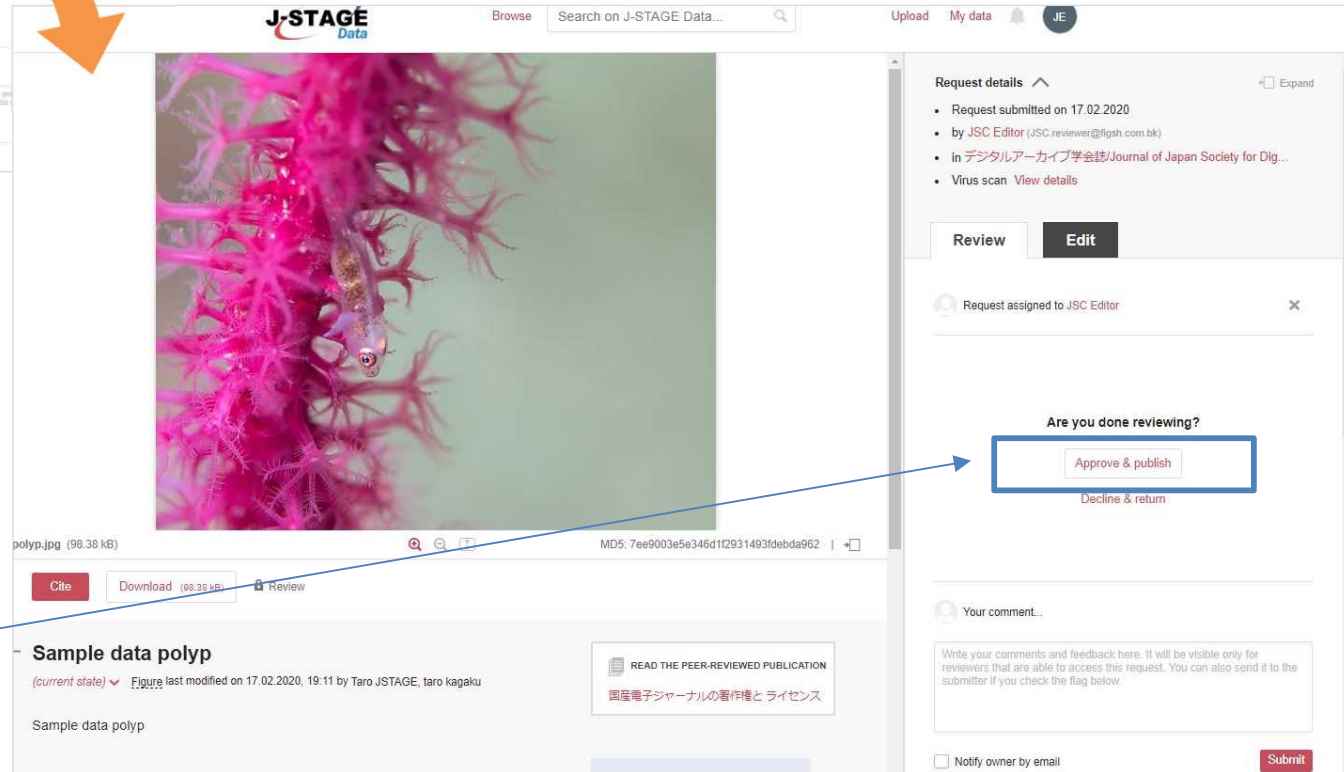 J-STAGE
Data
Browse
Search on J-STAGE Data...
Upload My data
JE
Request details
Expand
Request submitted on 17.02.2020
by JSC Editor (JSC.reviewer@figsh.com.bk)
in デジタルアーカイブ学会誌/Journal of Japan Society for Dig...
Virus scan View details
Review Edit
Request assigned to JSC Editor
Are you done reviewing?
Approve & publish
Decline & return
polyp.jpg (98.38 kB)
MD5: 7ee9003e5e346d1f2931493fdebda962 |
Cite Download (98.38 kB) Review
Sample data polyp
(current state) Figure last modified on 17.02.2020, 19:11 by Taro JSTAGE, taro kagaku
Sample data polyp
READ THE PEER-REVIEWED PUBLICATION
国産電子ジャーナルの著作権と ライセンス
Your comment...
Write your comments and feedback here. It will be visible only for
reviewers that are able to access this request. You can also send it to the
submitter if you check the flag below.
Notify owner by email
Submit